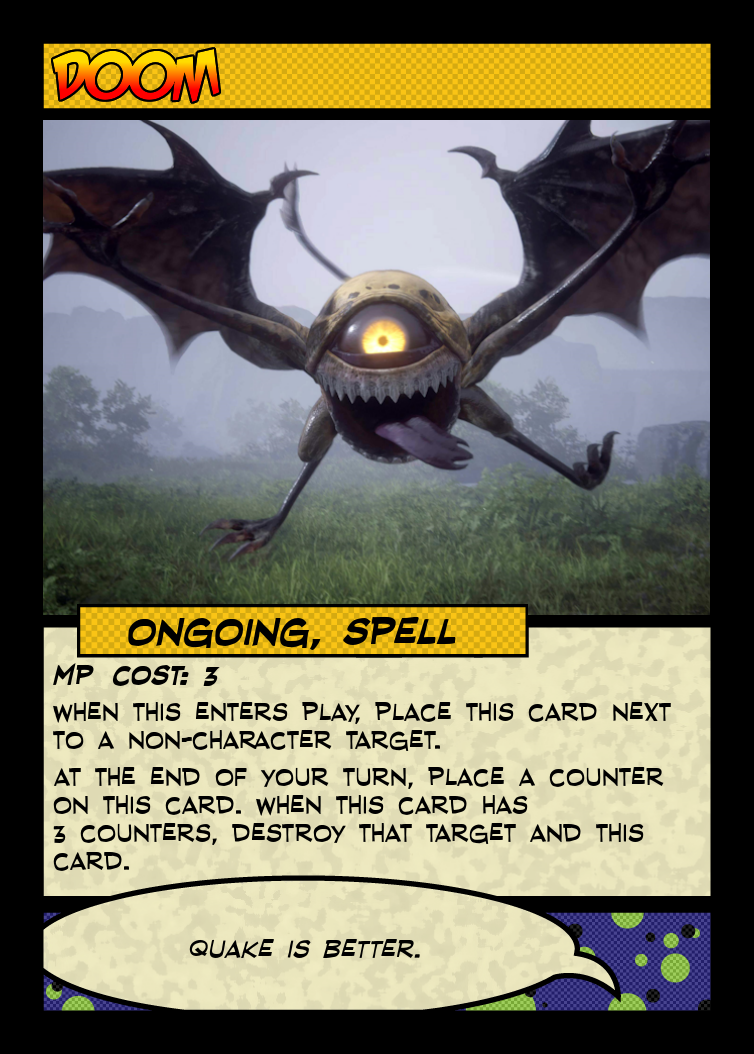 DOOM
ONGOING, SPELL
MP COST: 3
WHEN THIS ENTERS PLAY, PLACE THIS CARD NEXT
TO A NON-CHARACTER TARGET.
AT THE END OF YOUR TURN, PLACE A COUNTER
ON THIS CARD. WHEN THIS CARD HAS
3 COUNTERS, DESTROY THAT TARGET AND THIS
CARD.
QUAKE IS BETTER.